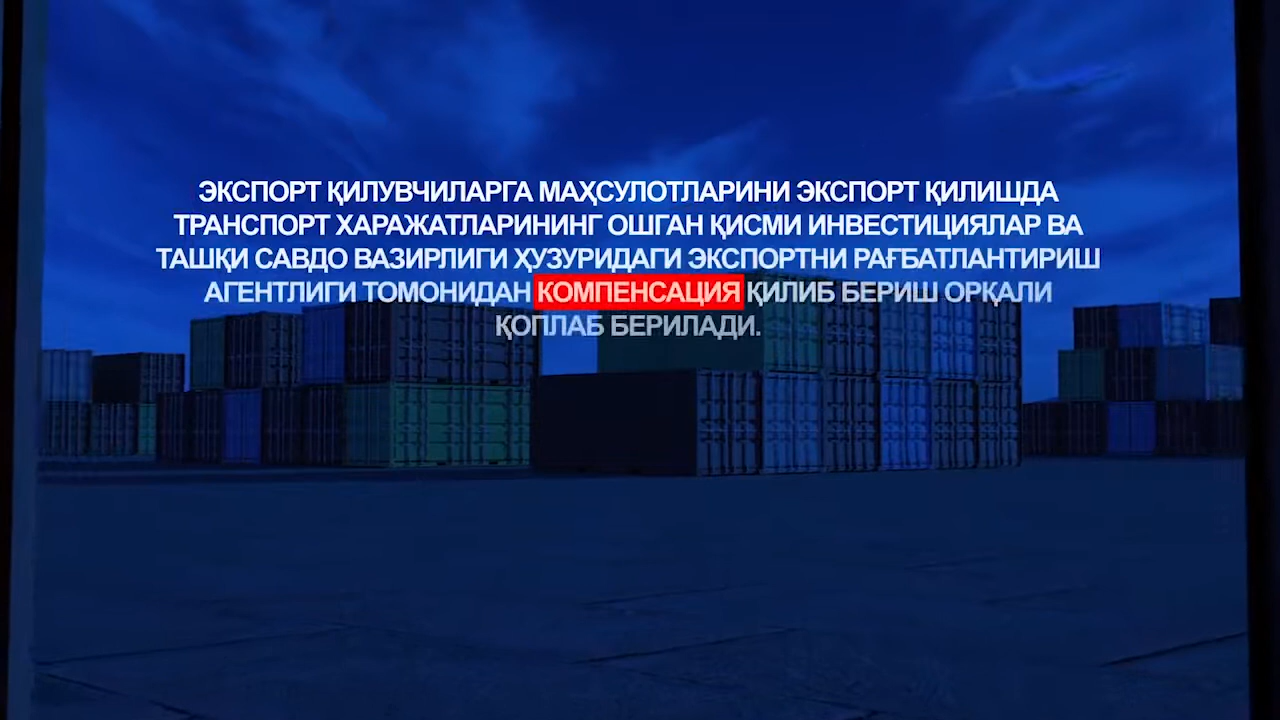 ЭКСПОРТ ҚИЛУВЧИЛАРГА МАҲСУЛОТЛАРИНИ ЭКСПОРТ ҚИЛИШДА
ТРАНСПОРТ ХАРАЖАТЛАРИНИНГ ОШГАН ҚИСМИ ИНВЕСТИЦИЯЛАР ВА
ТАШҚИ САВДО ВАЗИРЛИГИ ҲУЗУРИДАГИ ЭКСПОРТНИ РАҒБАТЛАНТИРИШ
АГЕНТЛИГИ ТОМОНИДАН КОМПЕНСАЦИЯ ҚИЛИБ БЕРИШ ОРҚАЛИ
ҚОПЛАБ БЕРИЛАДИ.